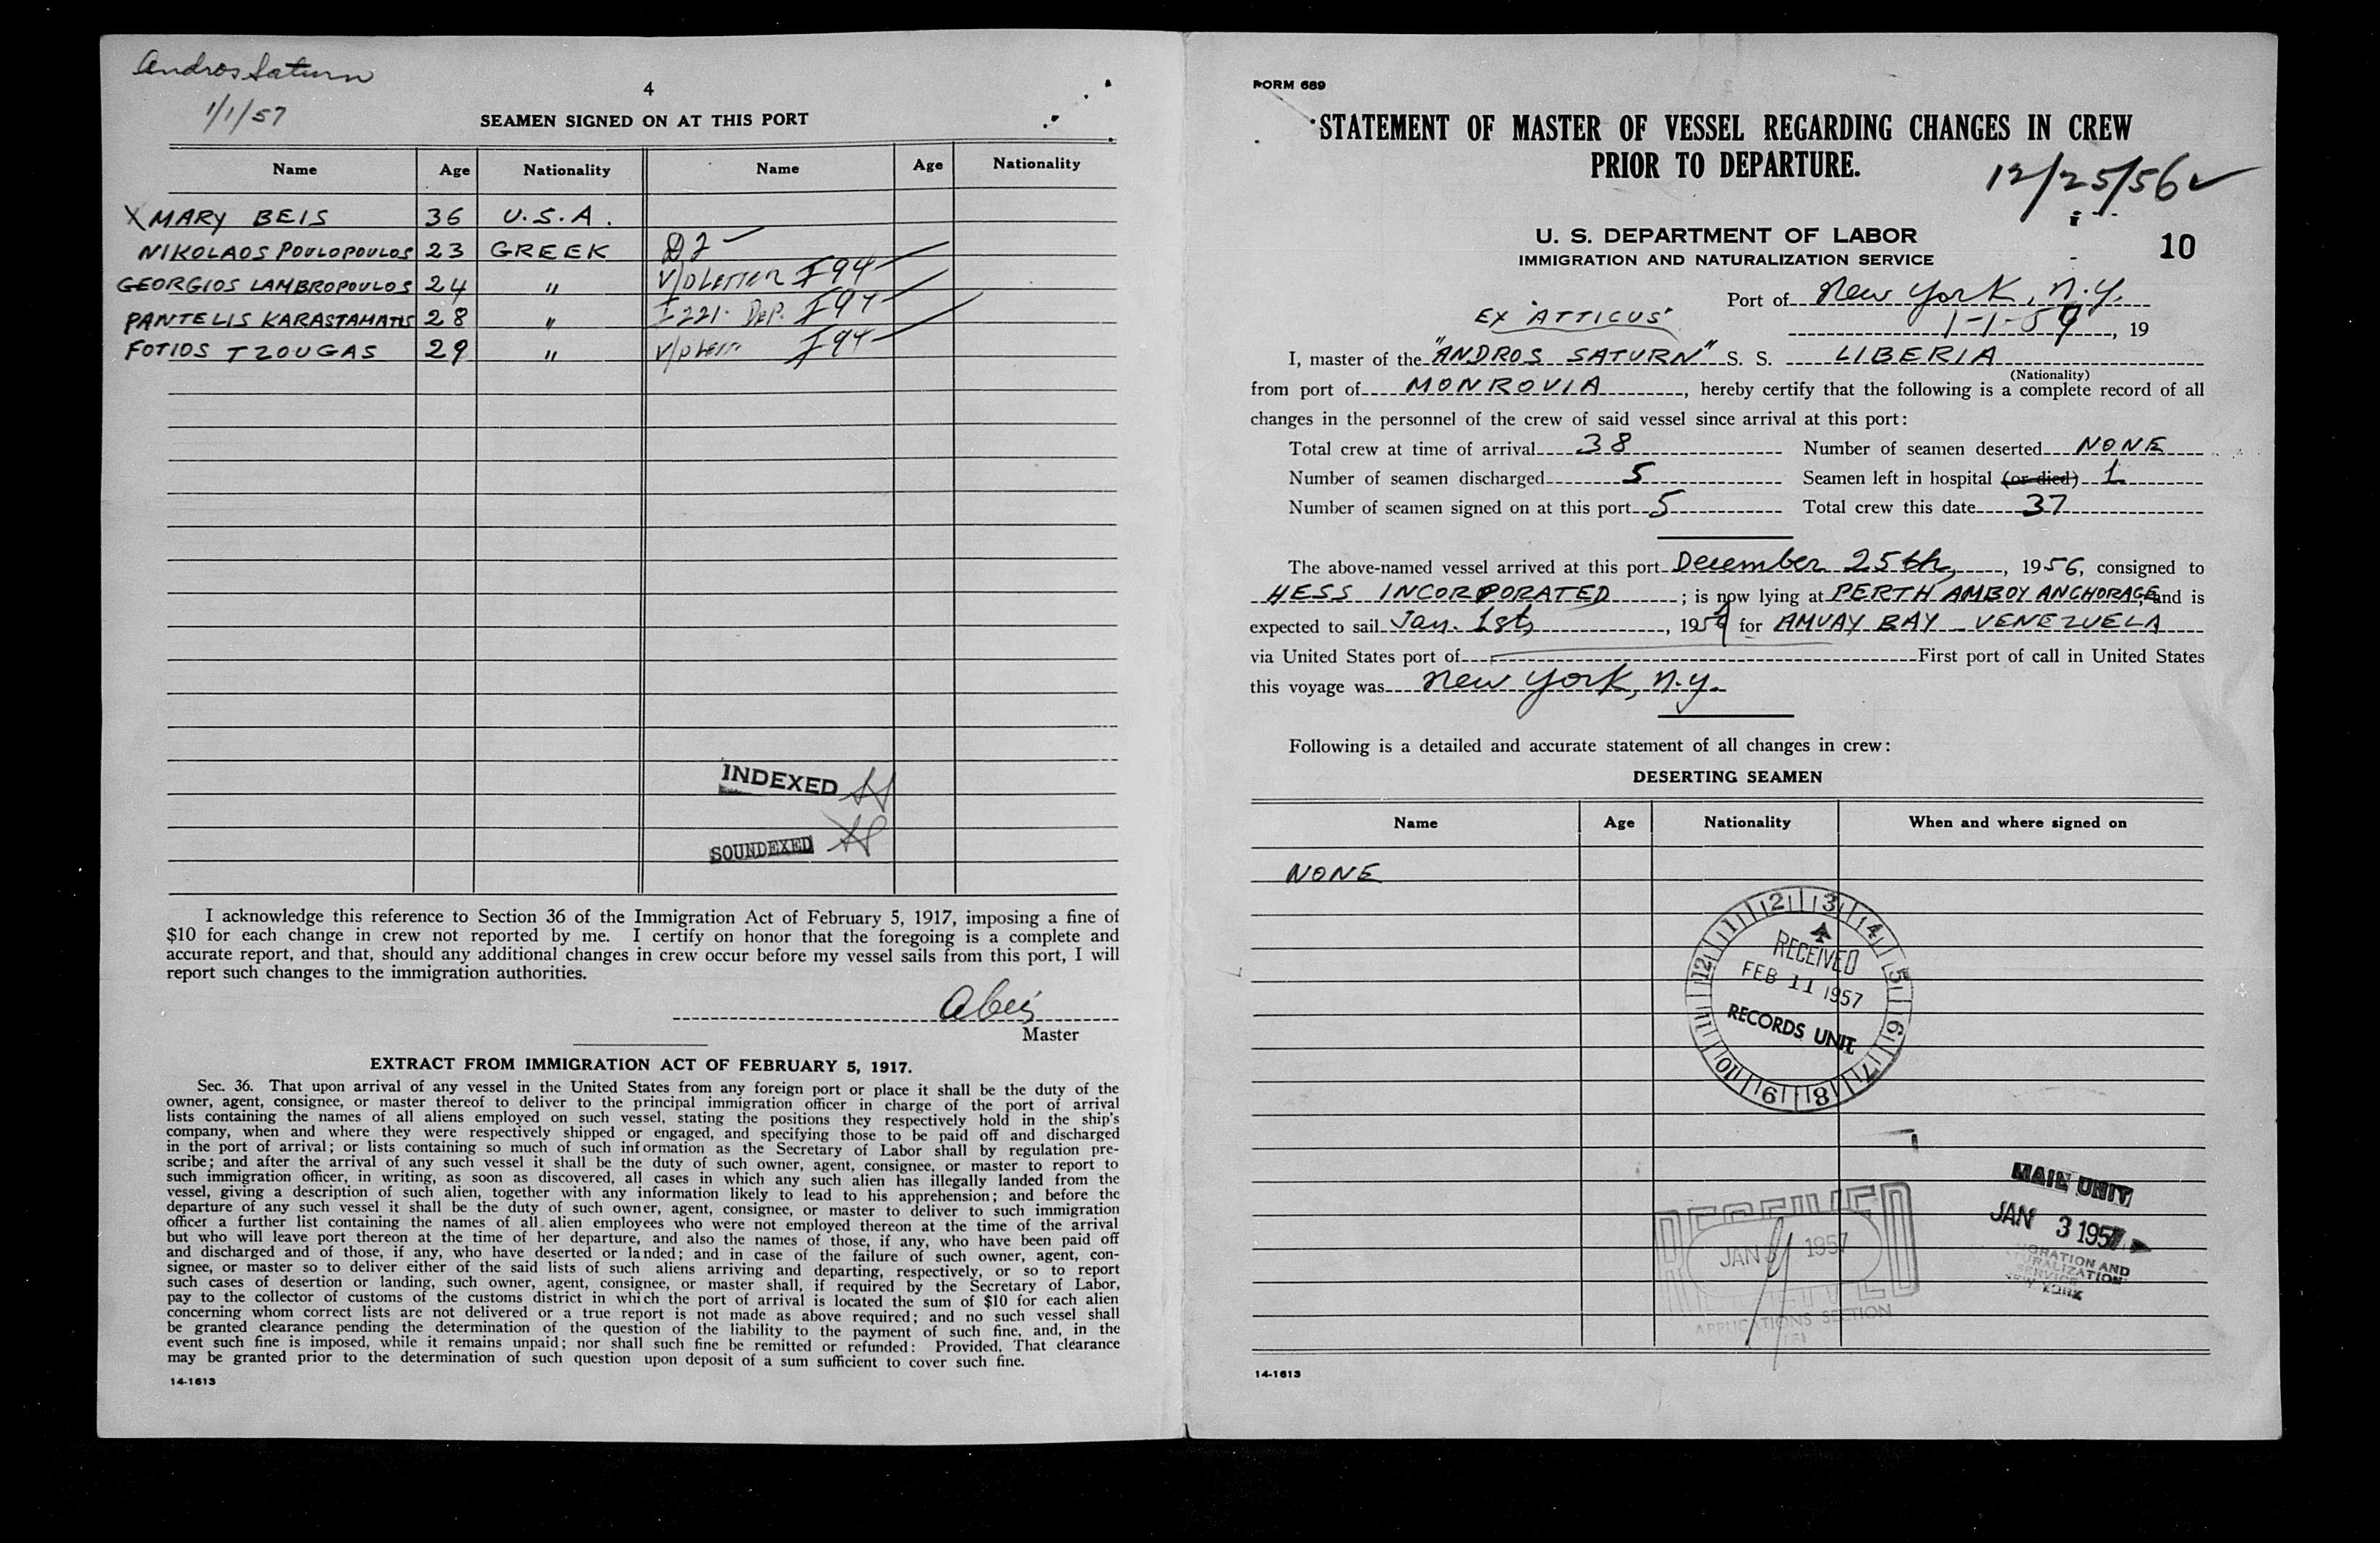 Andros Saturn
1/1/57
4
SEAMEN SIGNED ON AT THIS PORT
Name Age Nationality Name Age Nationality
X MARY BEIS 36 U.S.A.
NIKOLAOS POULOPOULOS 23 GREEK D2
GEORGIOS LAMBROPOULOS 24 " I 94
PANTELIS KARASTAMATIS 28 " I 221 - DEP. I 94
FOTIOS TZOUGAS 29 " I 94
INDEXED
SOUNDEXED
I acknowledge this reference to Section 36 of the Immigration Act of February 5, 1917, imposing a fine of
$10 for each change in crew not reported by me. I certify on honor that the foregoing is a complete and
accurate report, and that, should any additional changes in crew occur before my vessel sails from this port, I will
report such changes to the immigration authorities.
ABeis
Master
EXTRACT FROM IMMIGRATION ACT OF FEBRUARY 5, 1917.
Sec. 36. That upon arrival of any vessel in the United States from any foreign port or place it shall be the duty of the
owner, agent, consignee, or master thereof to deliver to the principal immigration officer in charge of the port of arrival
lists containing the names of all aliens employed on such vessel, stating the positions they respectively hold in the ship's
company, when and where they were respectively shipped or engaged, and specifying those to be paid off and discharged
in the port of arrival; or lists containing so much of such information as the Secretary of Labor shall by regulation pre-
scribe; and after the arrival of any such vessel it shall be the duty of such owner, agent, consignee, or master to report to
such immigration officer, in writing, as soon as discovered, all cases in which any such alien has illegally landed from the
vessel, giving a description of such alien, together with any information likely to lead to his apprehension; and before the
departure of any such vessel it shall be the duty of such owner, agent, consignee, or master to deliver to such immigration
officer a further list containing the names of all alien employees who were not employed thereon at the time of the arrival
but who will leave port thereon at the time of her departure, and also the names of those, if any, who have been paid off
and discharged and of those, if any, who have deserted or landed; and in case of the failure of such owner, agent, con-
signee, or master so to deliver either of the said lists of such aliens arriving and departing, respectively, or so to report
such cases of desertion or landing, such owner, agent, consignee, or master shall, if required by the Secretary of Labor,
pay to the collector of customs of the customs district in which the port of arrival is located the sum of $10 for each alien
concerning whom correct lists are not delivered or a true report is not made as above required; and no such vessel shall
be granted clearance pending the determination of the question of the liability to the payment of such fine, and, in the
event such fine is imposed, while it remains unpaid; nor shall such fine be remitted or refunded: Provided, That clearance
may be granted prior to the determination of such question upon deposit of a sum sufficient to cover such fine.
14-1613
FORM 689
STATEMENT OF MASTER OF VESSEL REGARDING CHANGES IN CREW
PRIOR TO DEPARTURE.
12/25/56
U. S. DEPARTMENT OF LABOR
IMMIGRATION AND NATURALIZATION SERVICE
10
Port of New York, N.Y.
EX "ATTICUS"
1-1-57, 19
I, master of the "ANDROS SATURN" S. S. LIBERIA
(Nationality)
from port of MONROVIA, hereby certify that the following is a complete record of all
changes in the personnel of the crew of said vessel since arrival at this port:
Total crew at time of arrival 38 Number of seamen deserted NONE
Number of seamen discharged 5 Seamen left in hospital (or died) 1
Number of seamen signed on at this port 5 Total crew this date 37
The above-named vessel arrived at this port December 25th, 1956, consigned to
HESS INCORPORATED; is now lying at PERTH AMBOY ANCHORAGE, and is
expected to sail Jan. 1st, 1957 for AMUAY BAY VENEZUELA
via United States port of First port of call in United States
this voyage was New York, N.Y.
Following is a detailed and accurate statement of all changes in crew:
DESERTING SEAMEN
Name Age Nationality When and where signed on
NONE
1 2 3 4 5 6 7 8 9 10 11 12
RECEIVED
FEB 11 1957
RECORDS UNIT
MAIN UNIT
JAN 3 1957
IGRATION AND
URALIZATION
SERVICE
NEW YORK
RECEIVED
JAN 1957
APPLICATIONS SECTION
14-1613